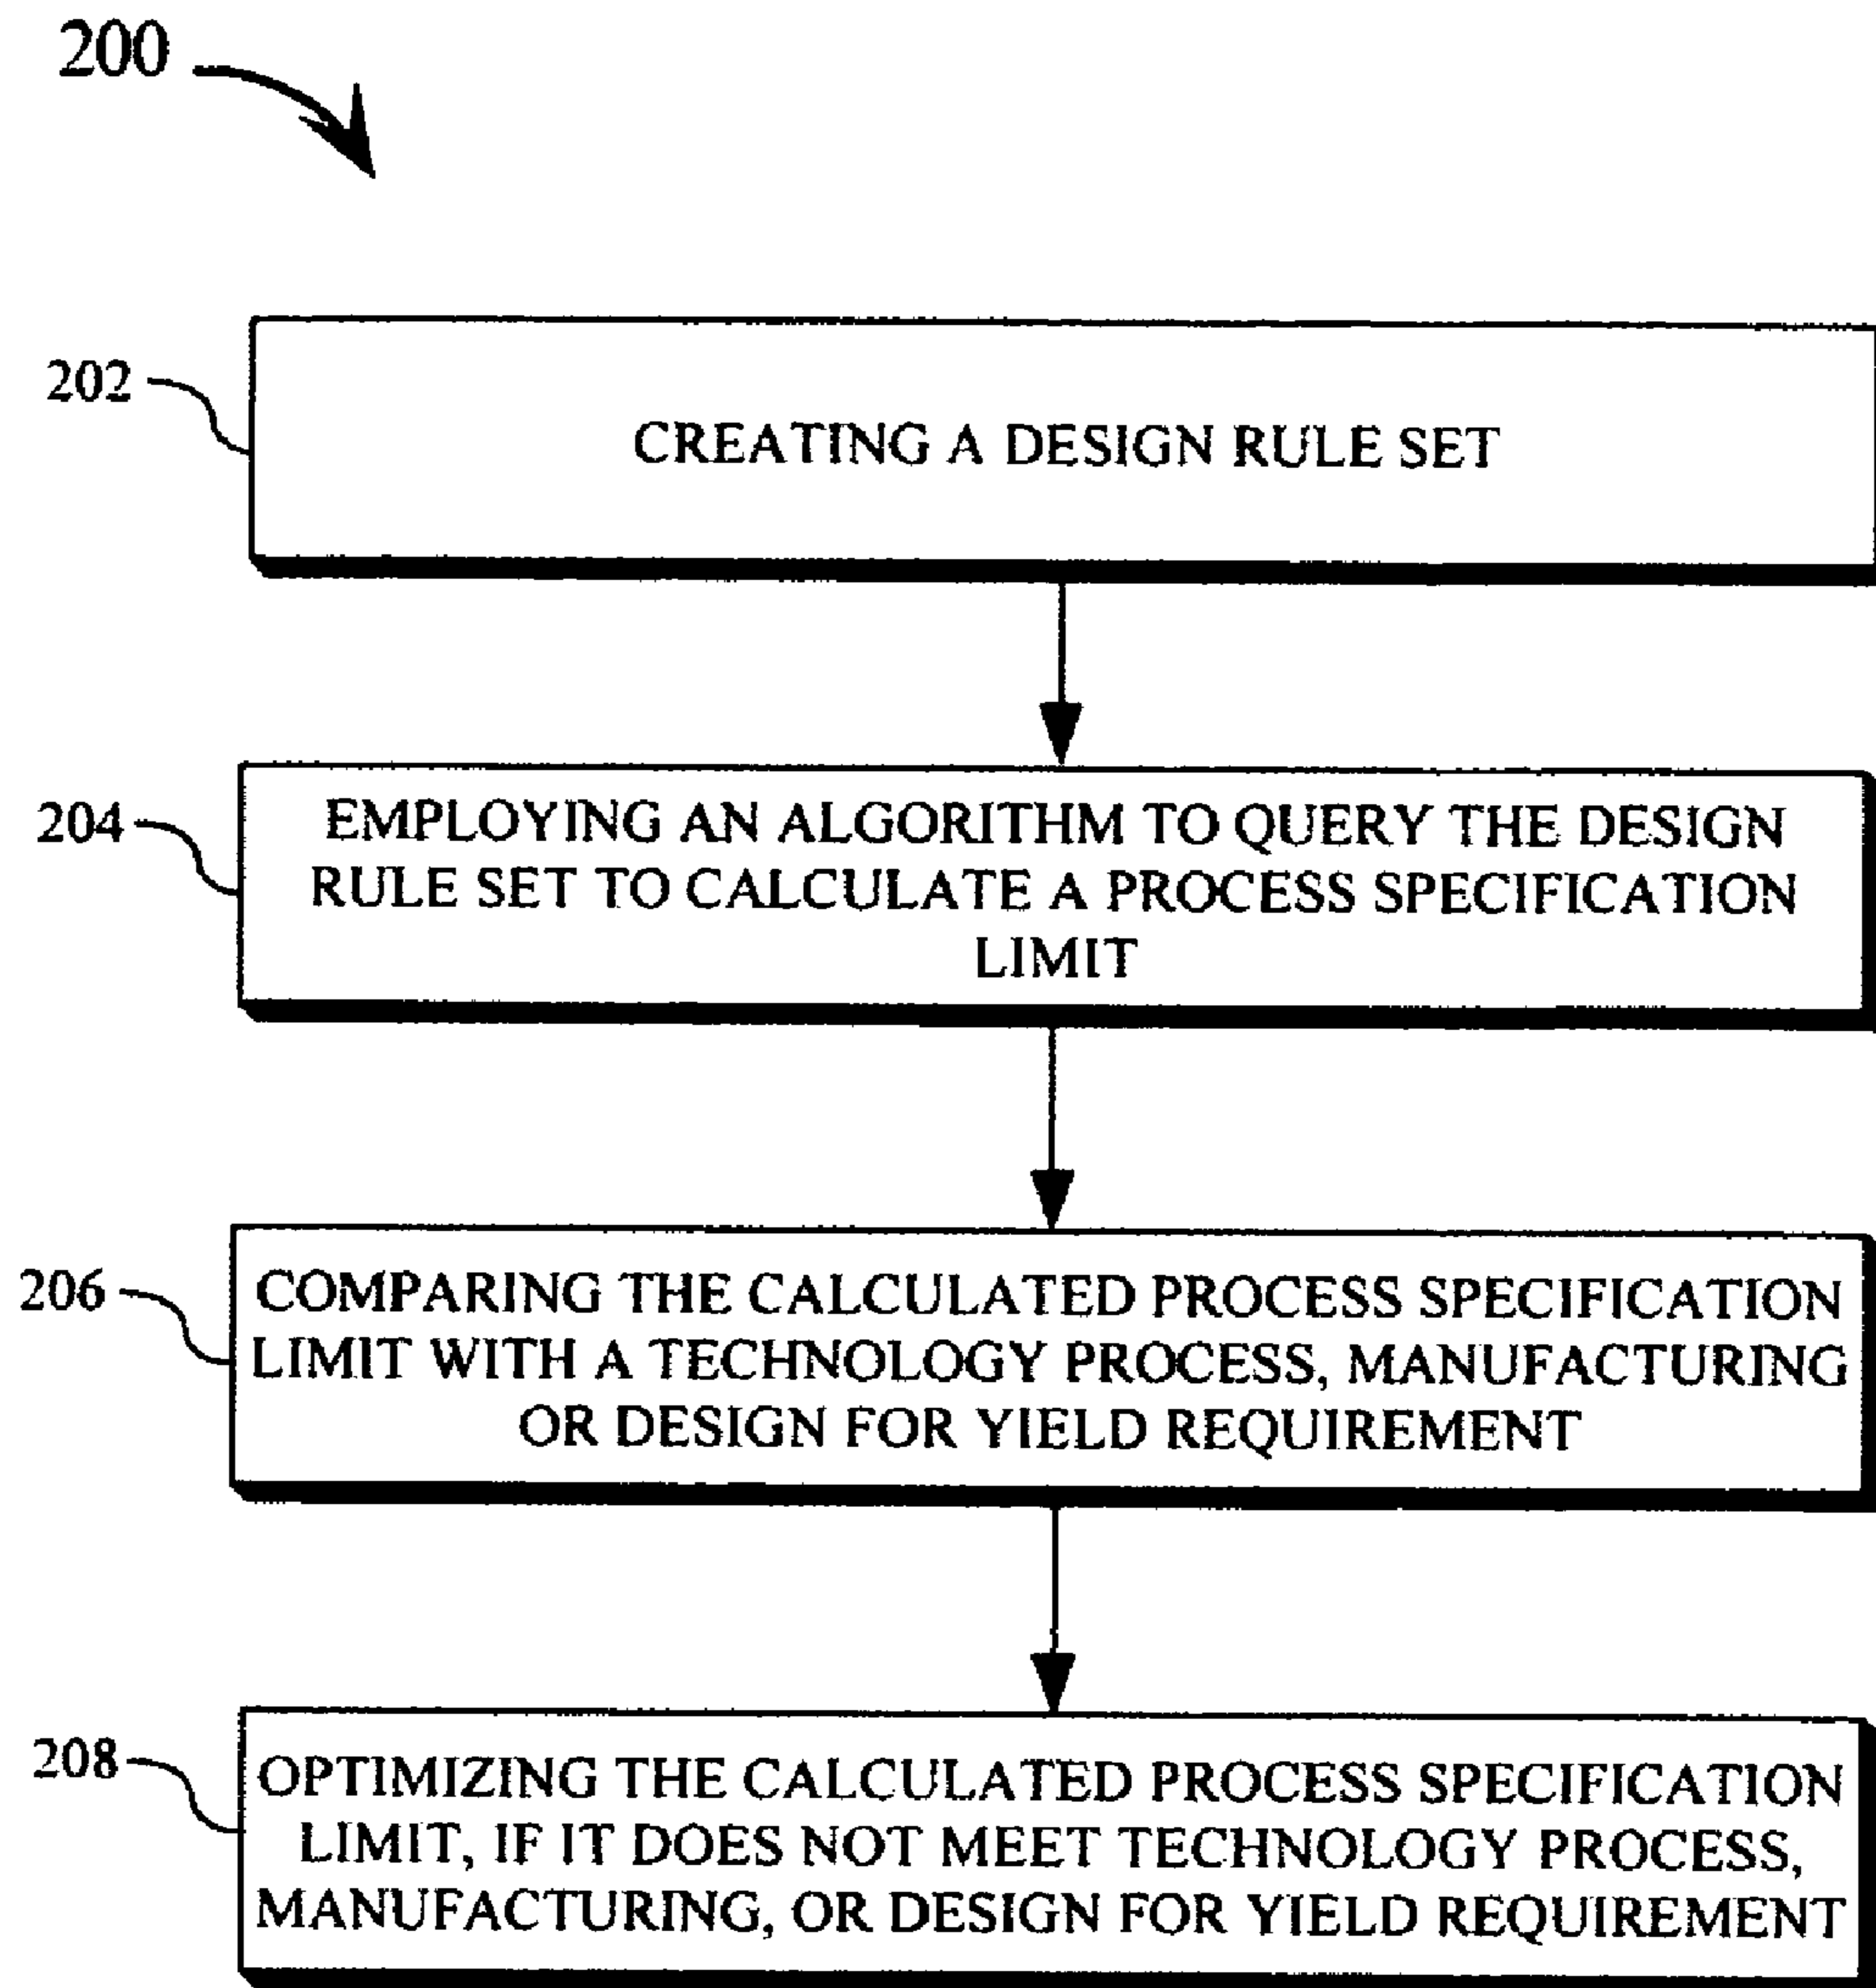 200
202
CREATING A DESIGN RULE SET
204
EMPLOYING AN ALGORITHM TO QUERY THE DESIGN
RULE SET TO CALCULATE A PROCESS SPECIFICATION
LIMIT
206
COMPARING THE CALCULATED PROCESS SPECIFICATION
LIMIT WITH A TECHNOLOGY PROCESS, MANUFACTURING
OR DESIGN FOR YIELD REQUIREMENT
208
OPTIMIZING THE CALCULATED PROCESS SPECIFICATION
LIMIT, IF IT DOES NOT MEET TECHNOLOGY PROCESS,
MANUFACTURING, OR DESIGN FOR YIELD REQUIREMENT